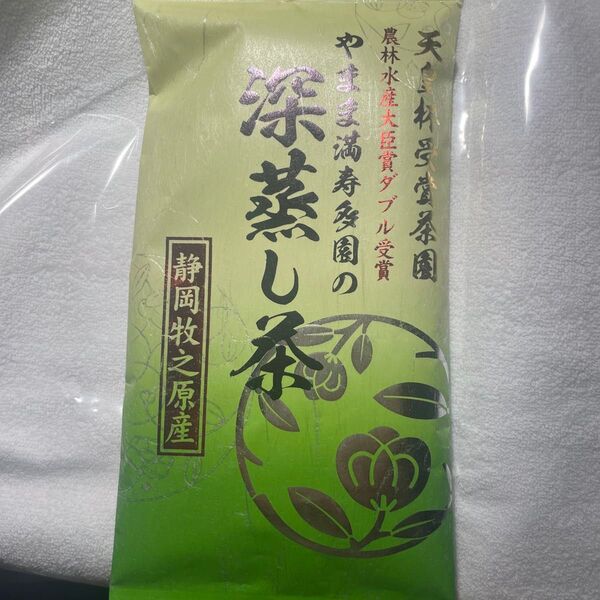 天皇杯受賞茶園
農林水産大臣賞ダブル受賞
やまま満寿多園の
深蒸し茶
静岡牧之原産